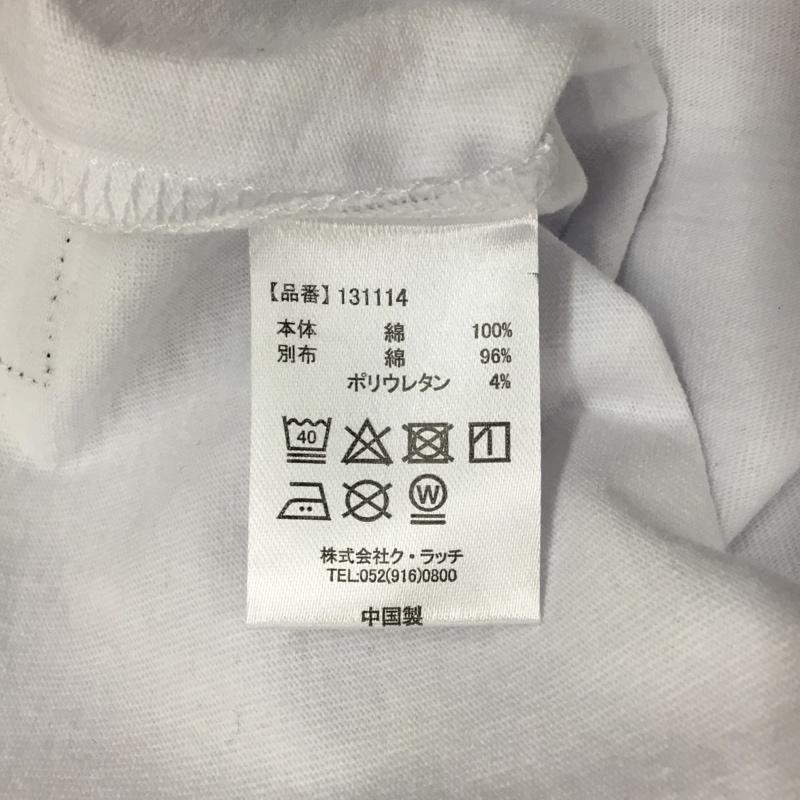 【品番】131114
本体 綿 100%
別布 綿 96%
ポリウレタン 4%
40
W
株式会社ク・ラッチ
TEL:052(916)0800
中国製